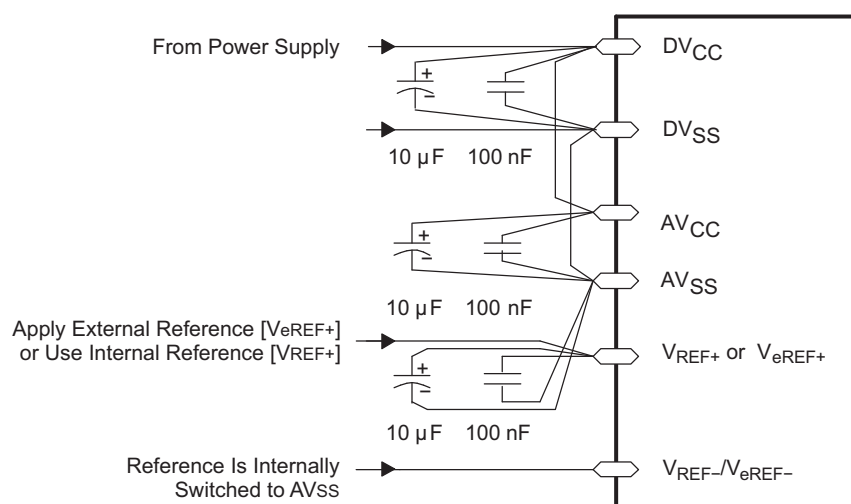 From Power Supply
DVCC
+
−
DVSS
10 µF 100 nF
AVCC
+
−
AVSS
10 µF 100 nF
Apply External Reference [VeREF+]
or Use Internal Reference [VREF+]
VREF+ or VeREF+
+
−
10 µF 100 nF
Reference Is Internally
Switched to AVSS
VREF−/VeREF−